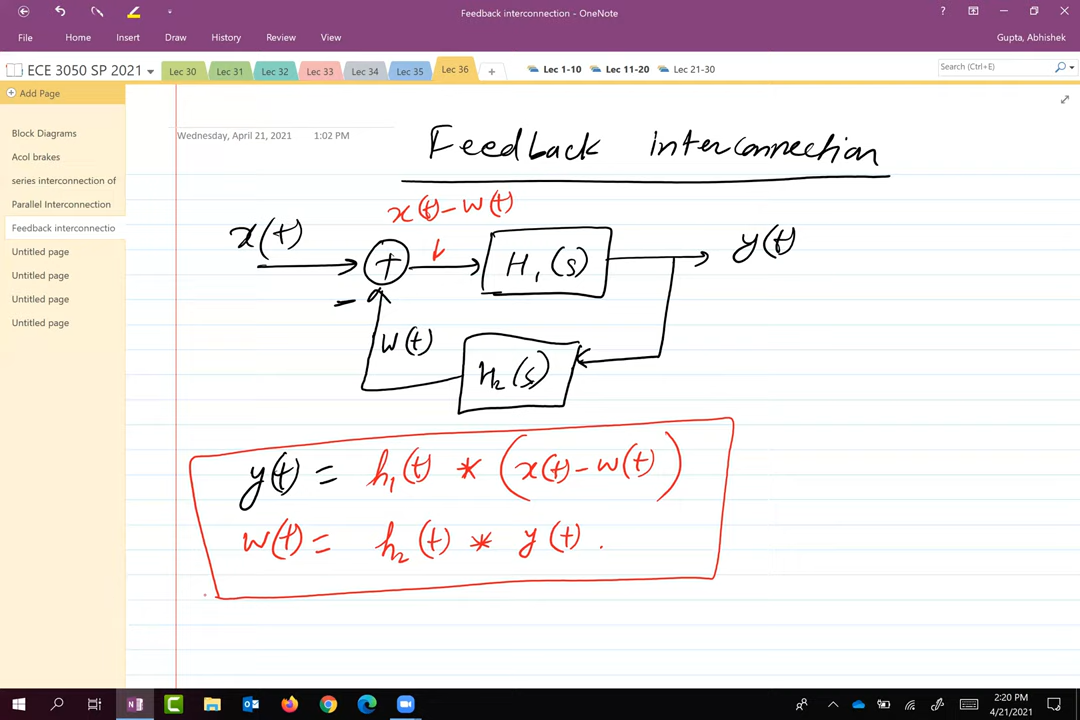 Feedback interconnection - OneNote
?
File
Home
Insert
Draw
History
Review
View
Gupta, Abhishek
ECE 3050 SP 2021
Lec 30
Lec 31
Lec 32
Lec 33
Lec 34
Lec 35
Lec 36
+
Lec 1-10
Lec 11-20
Lec 21-30
Search (Ctrl+E)
Add Page
Block Diagrams
Acol brakes
series interconnection of
Parallel Interconnection
Feedback interconnectio
Untitled page
Untitled page
Untitled page
Untitled page
Wednesday, April 21, 2021 1:02 PM
Feedback interconnection
x(t)-w(t)
x(t)
+
-
H₁(s)
y(t)
w(t)
H₂(s)
y(t) = h₁(t) * (x(t)-w(t))
w(t) = h₂(t) * y(t).
2:20 PM
4/21/2021